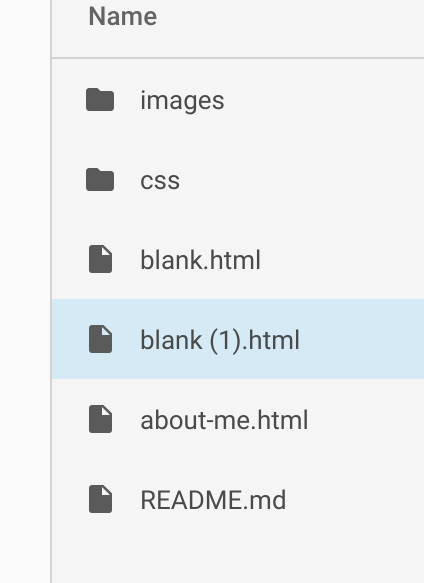 Name
images
css
blank.html
blank (1).html
about-me.html
README.md